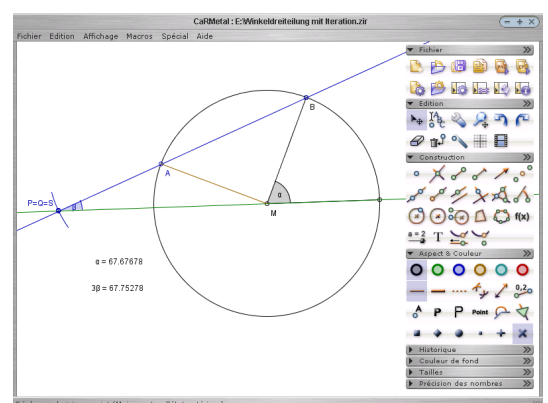 CaRMetal : E:\Winkeldreiteilung mit Iteration.zir
Fichier Edition Affichage Macros Spécial Aide
Fichier
Edition
Construction
f(x)
a = 2 T
Aspect & Couleur
0,2
P P Point
Historique
Couleur de fond
Tailles
Précision des nombres
B
A
P=Q=S
β
α
M
α = 67.67678
3β = 67.75278